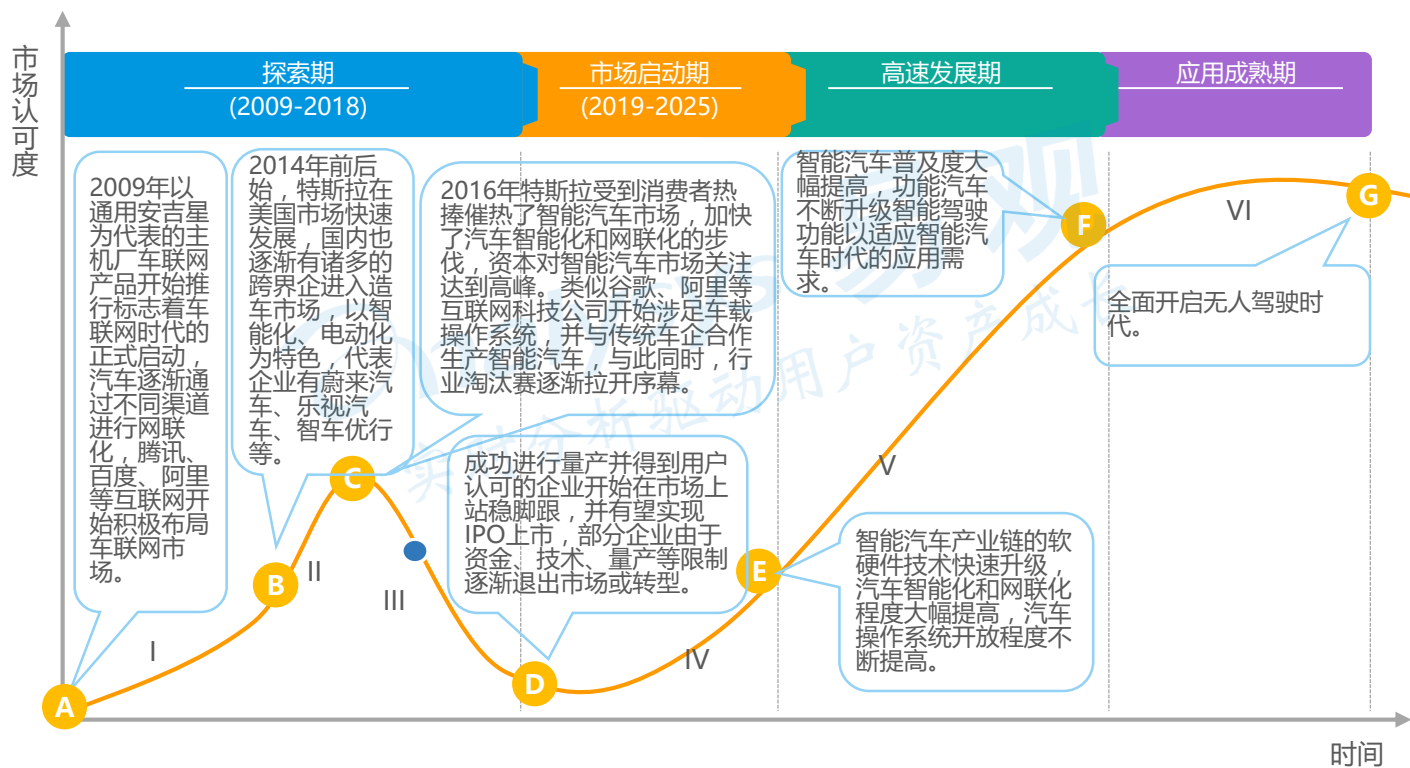 市场认可度
探索期
(2009-2018)
市场启动期
(2019-2025)
高速发展期
应用成熟期
2009年以
通用安吉星
为代表的主
机厂车联网
产品开始推
行标志着车
联网时代的
正式启动，
汽车逐渐通
过不同渠道
进行网联
化，腾讯、
百度、阿里
等互联网开
始积极布局
车联网市
场。
2014年前后
始，特斯拉在
美国市场快速
发展，国内也
逐渐有诸多的
跨界企进入造
车市场，以智
能化、电动化
为特色，代表
企业有蔚来汽
车、乐视汽
车、智车优行
等。
2016年特斯拉受到消费者热
捧催热了智能汽车市场，加快
了汽车智能化和网联化的步
伐，资本对智能汽车市场关注
达到高峰。类似谷歌、阿里等
互联网科技公司开始涉足车载
操作系统，并与传统车企合作
生产智能汽车，与此同时，行
业淘汰赛逐渐拉开序幕。
成功进行量产并得到用户
认可的企业开始在市场上
站稳脚跟，并有望实现
IPO上市，部分企业由于
资金、技术、量产等限制
逐渐退出市场或转型。
智能汽车产业链的软
硬件技术快速升级，
汽车智能化和网联化
程度大幅提高，汽车
操作系统开放程度不
断提高。
智能汽车普及度大
幅提高，功能汽车
不断升级智能驾驶
功能以适应智能汽
车时代的应用需
求。
全面开启无人驾驶时
代。
A
B
C
D
E
F
G
I
II
III
IV
V
VI
时间
易观
实时分析驱动用户资产成长